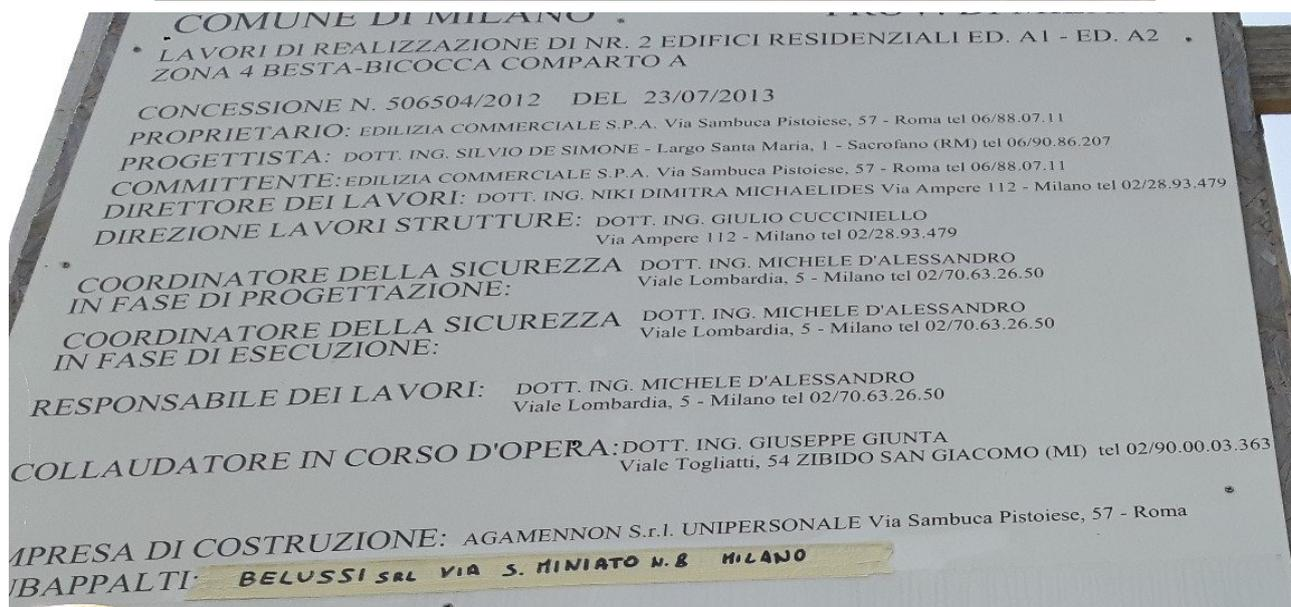 COMUNE DI MILANO
LAVORI DI REALIZZAZIONE DI NR. 2 EDIFICI RESIDENZIALI ED. A1 - ED. A2
ZONA 4 BESTA-BICOCCA COMPARTO A
CONCESSIONE N. 506504/2012 DEL 23/07/2013
PROPRIETARIO: EDILIZIA COMMERCIALE S.P.A. Via Sambuca Pistoiese, 57 - Roma tel 06/88.07.11
PROGETTISTA: DOTT. ING. SILVIO DE SIMONE - Largo Santa Maria, 1 - Sacrofano (RM) tel 06/90.86.207
COMMITTENTE: EDILIZIA COMMERCIALE S.P.A. Via Sambuca Pistoiese, 57 - Roma tel 06/88.07.11
DIRETTORE DEI LAVORI: DOTT. ING. NIKI DIMITRA MICHAELIDES Via Ampere 112 - Milano tel 02/28.93.479
DIREZIONE LAVORI STRUTTURE: DOTT. ING. GIULIO CUCCINIELLO
Via Ampere 112 - Milano tel 02/28.93.479
COORDINATORE DELLA SICUREZZA DOTT. ING. MICHELE D'ALESSANDRO
IN FASE DI PROGETTAZIONE: Viale Lombardia, 5 - Milano tel 02/70.63.26.50
COORDINATORE DELLA SICUREZZA DOTT. ING. MICHELE D'ALESSANDRO
IN FASE DI ESECUZIONE: Viale Lombardia, 5 - Milano tel 02/70.63.26.50
RESPONSABILE DEI LAVORI: DOTT. ING. MICHELE D'ALESSANDRO
Viale Lombardia, 5 - Milano tel 02/70.63.26.50
COLLAUDATORE IN CORSO D'OPERA: DOTT. ING. GIUSEPPE GIUNTA
Viale Togliatti, 54 ZIBIDO SAN GIACOMO (MI) tel 02/90.00.03.363
MPRESA DI COSTRUZIONE: AGAMENNON S.r.l. UNIPERSONALE Via Sambuca Pistoiese, 57 - Roma
UBAPPALTI: BELUSSI SRL VIA S. MINIATO N. 8 MILANO